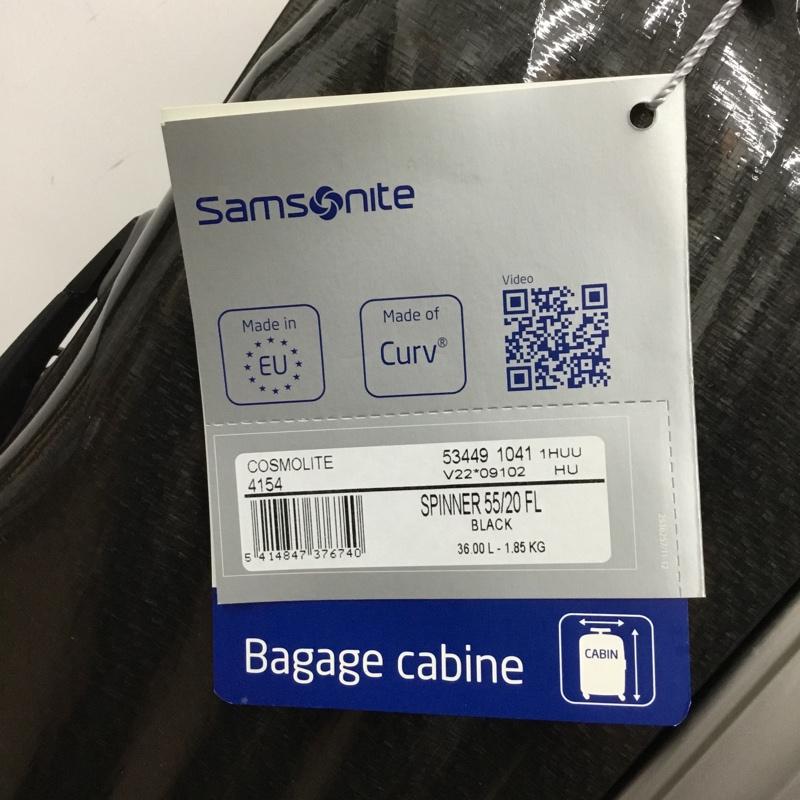 Samsonite
Video
Made in
EU
Made of
Curv®
COSMOLITE
53449 1041 1HUU
4154
V22*09102 HU
SPINNER 55/20 FL
BLACK
5 414847 376740
36.00 L - 1.85 KG
Bagage cabine
CABIN